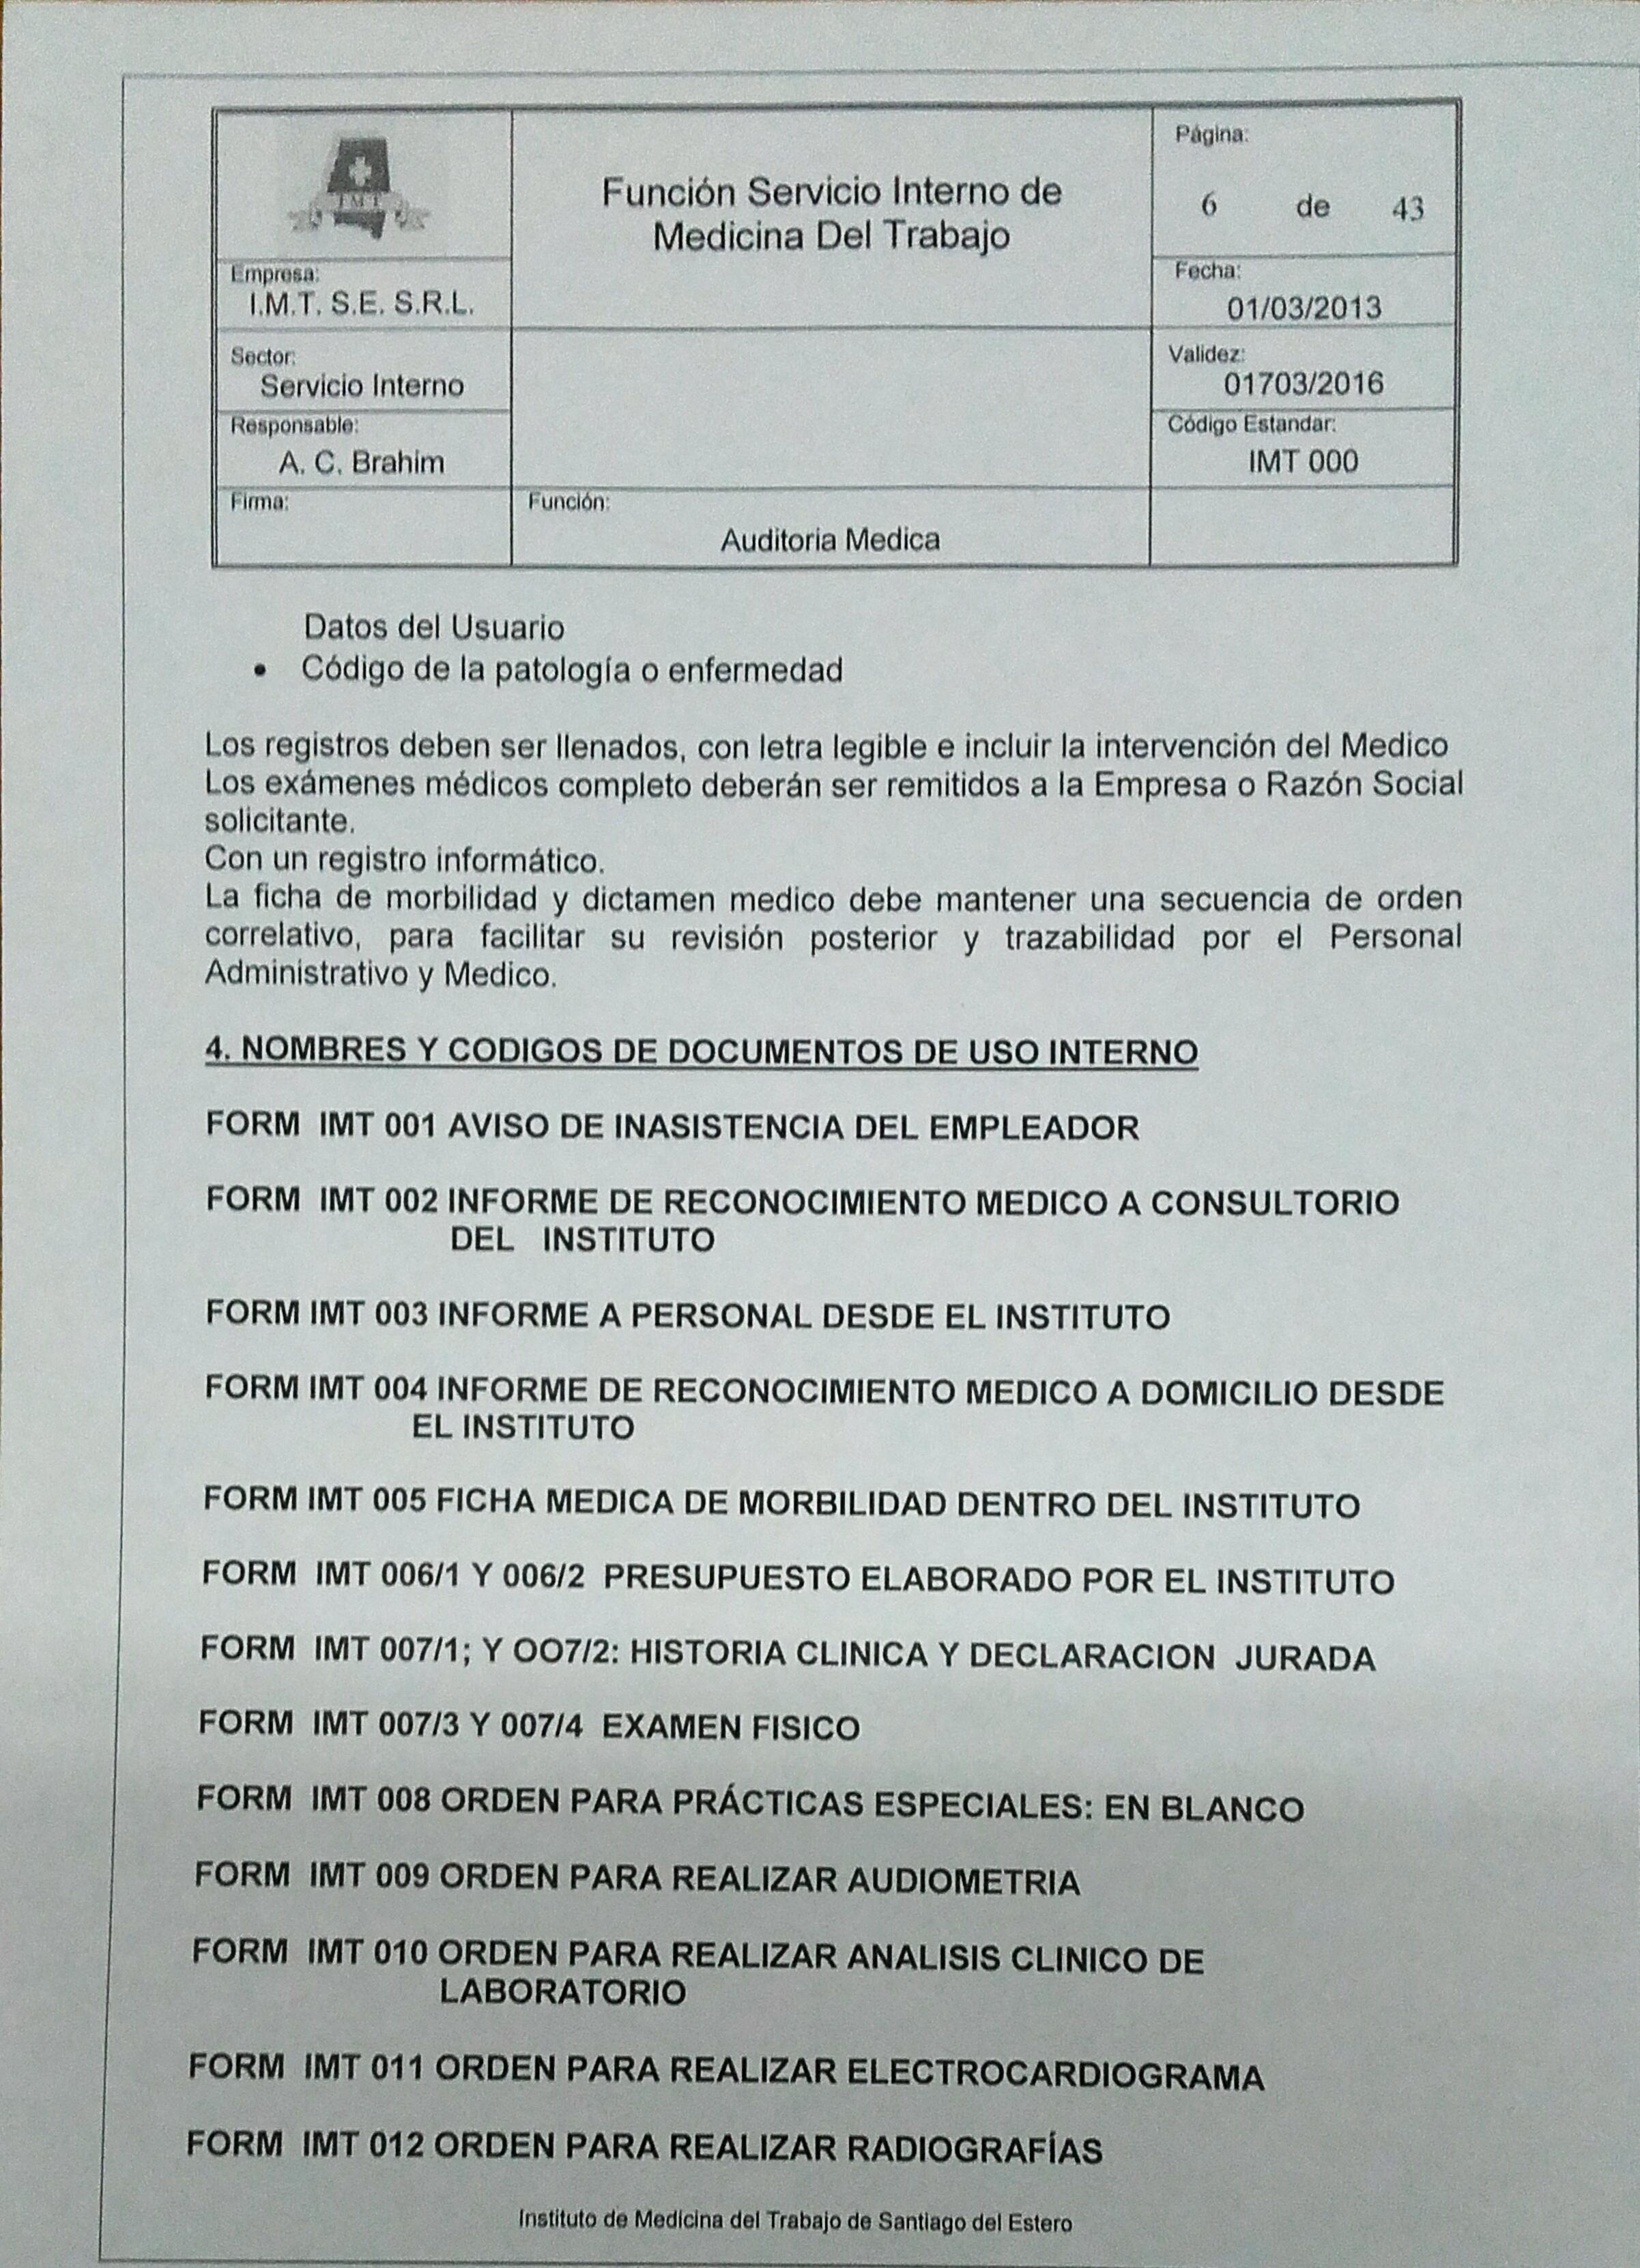 I M T
Empresa:
I.M.T. S.E. S.R.L.
Sector:
Servicio Interno
Responsable:
A. C. Brahim
Firma:
Función Servicio Interno de
Medicina Del Trabajo
Función:
Auditoria Medica
Página:
6 de 43
Fecha:
01/03/2013
Validez:
01703/2016
Código Estandar:
IMT 000
Datos del Usuario
• Código de la patología o enfermedad
Los registros deben ser llenados, con letra legible e incluir la intervención del Medico
Los exámenes médicos completo deberán ser remitidos a la Empresa o Razón Social
solicitante.
Con un registro informático.
La ficha de morbilidad y dictamen medico debe mantener una secuencia de orden
correlativo, para facilitar su revisión posterior y trazabilidad por el Personal
Administrativo y Medico.
4. NOMBRES Y CODIGOS DE DOCUMENTOS DE USO INTERNO
FORM IMT 001 AVISO DE INASISTENCIA DEL EMPLEADOR
FORM IMT 002 INFORME DE RECONOCIMIENTO MEDICO A CONSULTORIO
DEL INSTITUTO
FORM IMT 003 INFORME A PERSONAL DESDE EL INSTITUTO
FORM IMT 004 INFORME DE RECONOCIMIENTO MEDICO A DOMICILIO DESDE
EL INSTITUTO
FORM IMT 005 FICHA MEDICA DE MORBILIDAD DENTRO DEL INSTITUTO
FORM IMT 006/1 Y 006/2 PRESUPUESTO ELABORADO POR EL INSTITUTO
FORM IMT 007/1; Y OO7/2: HISTORIA CLINICA Y DECLARACION JURADA
FORM IMT 007/3 Y 007/4 EXAMEN FISICO
FORM IMT 008 ORDEN PARA PRÁCTICAS ESPECIALES: EN BLANCO
FORM IMT 009 ORDEN PARA REALIZAR AUDIOMETRIA
FORM IMT 010 ORDEN PARA REALIZAR ANALISIS CLINICO DE
LABORATORIO
FORM IMT 011 ORDEN PARA REALIZAR ELECTROCARDIOGRAMA
FORM IMT 012 ORDEN PARA REALIZAR RADIOGRAFÍAS
Instituto de Medicina del Trabajo de Santiago del Estero